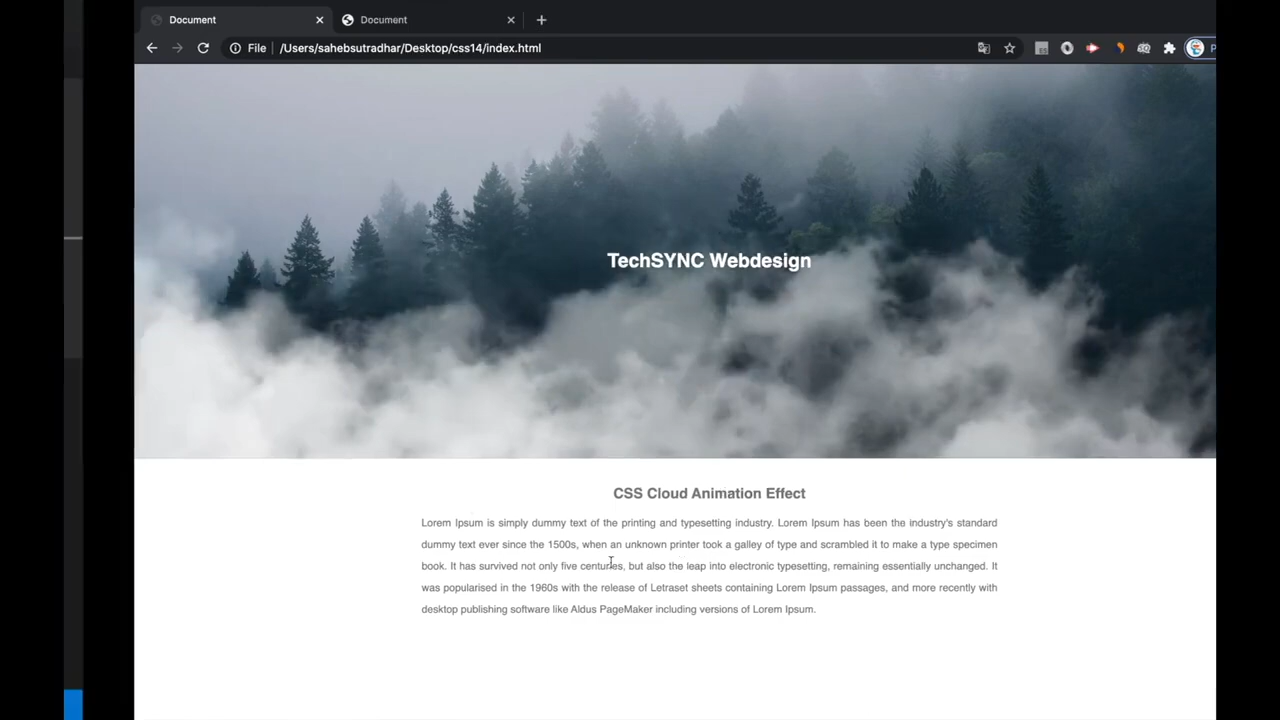 Document
Document
File
/Users/sahebsutradhar/Desktop/css14/index.html
TechSYNC Webdesign
CSS Cloud Animation Effect
Lorem Ipsum is simply dummy text of the printing and typesetting industry. Lorem Ipsum has been the industry's standard
dummy text ever since the 1500s, when an unknown printer took a galley of type and scrambled it to make a type specimen
book. It has survived not only five centuries, but also the leap into electronic typesetting, remaining essentially unchanged. It
was popularised in the 1960s with the release of Letraset sheets containing Lorem Ipsum passages, and more recently with
desktop publishing software like Aldus PageMaker including versions of Lorem Ipsum.